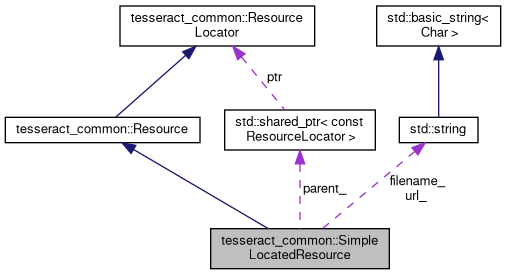 tesseract_common::Resource
Locator
std::basic_string<
Char >
ptr
tesseract_common::Resource
std::shared_ptr< const
ResourceLocator >
std::string
parent_
filename_
url_
tesseract_common::Simple
LocatedResource